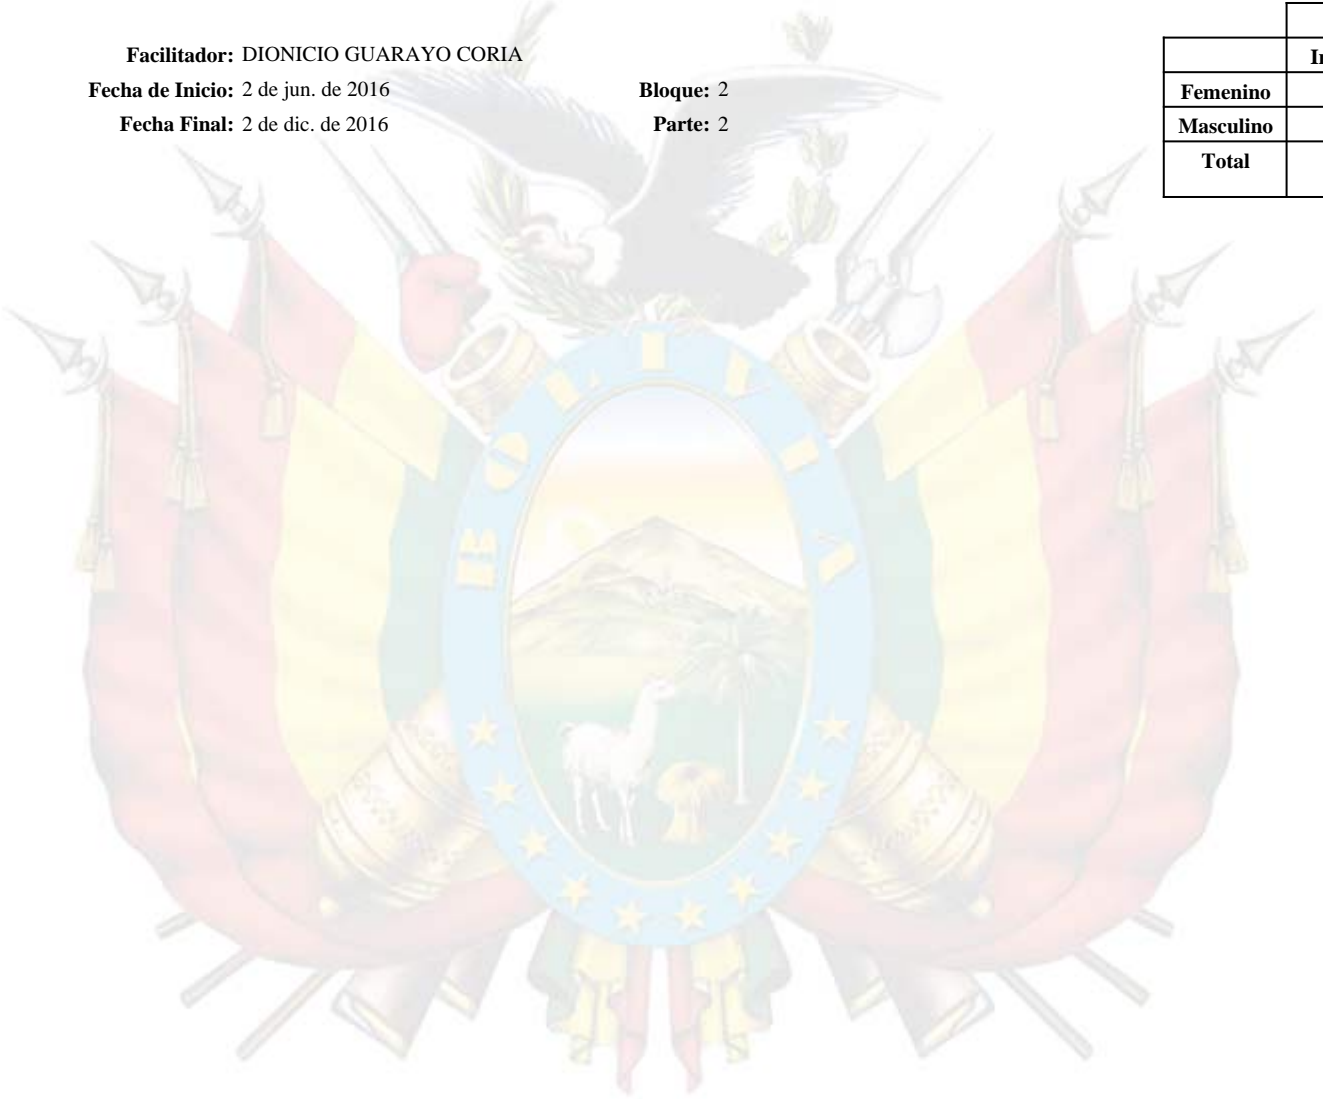 Facilitador: DIONICIO GUARAYO CORIA
Fecha de Inicio: 2 de jun. de 2016 Bloque: 2
Fecha Final: 2 de dic. de 2016 Parte: 2
Femenino
Masculino
Total
BOLIVIA